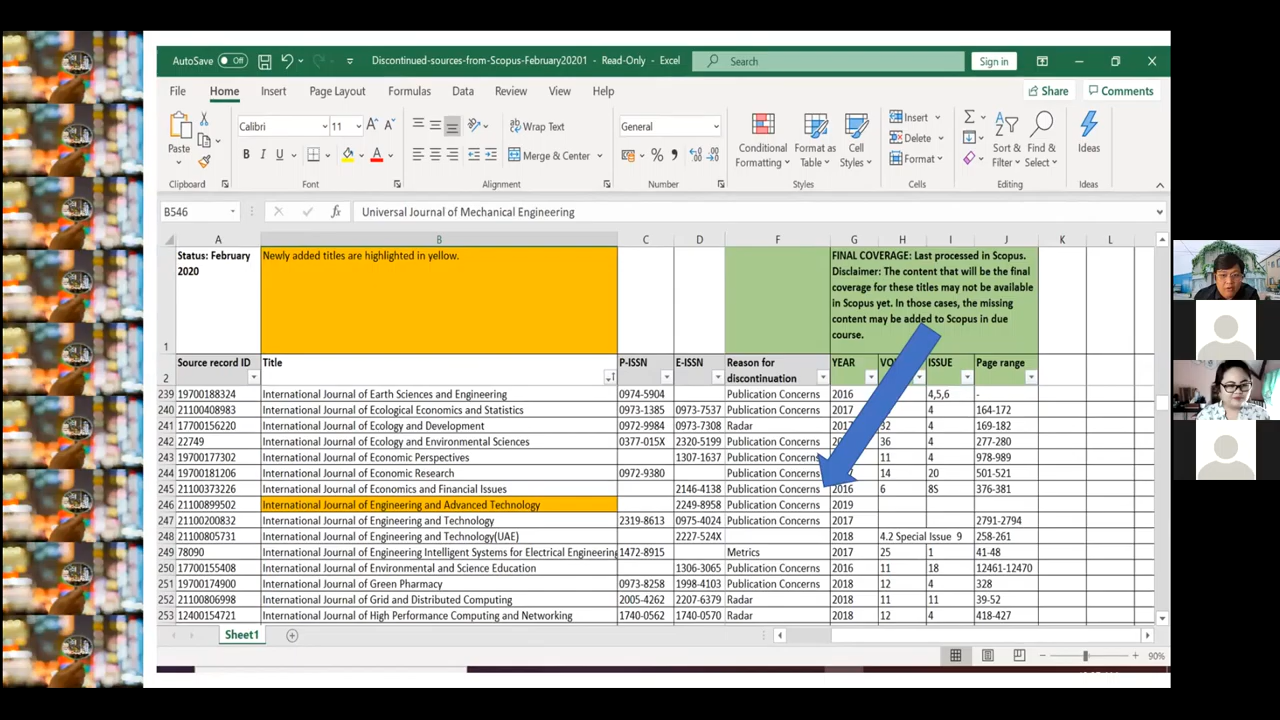 AutoSave Off Discontinued-sources-from-Scopus-February20201 - Read-Only - Excel Search Sign in
File Home Insert Page Layout Formulas Data Review View Help Share Comments
Paste Calibri 11 A A Wrap Text General Conditional Formatting Format as Table Cell Styles Insert Sort & Filter Find & Select Ideas
B I U A Merge & Center % Delete
Format
Clipboard Font Alignment Number Styles Cells Editing Ideas
B546 fx Universal Journal of Mechanical Engineering
A B C D F G H I J K L
1 Status: February 2020 Newly added titles are highlighted in yellow. FINAL COVERAGE: Last processed in Scopus.
Disclaimer: The content that will be the final
coverage for these titles may not be available
in Scopus yet. In those cases, the missing
content may be added to Scopus in due
course.
2 Source record ID Title P-ISSN E-ISSN Reason for discontinuation YEAR ISSUE Page range
239 19700188324 International Journal of Earth Sciences and Engineering 0974-5904 Publication Concerns 2016 4,5,6 -
240 21100408983 International Journal of Ecological Economics and Statistics 0973-1385 0973-7537 Publication Concerns 2017 4 164-172
241 17700156220 International Journal of Ecology and Development 0972-9984 0973-7308 Radar 2017 32 4 169-182
242 22749 International Journal of Ecology and Environmental Sciences 0377-015X 2320-5199 Publication Concerns 36 4 277-280
243 19700177302 International Journal of Economic Perspectives 1307-1637 Publication Concerns 11 4 978-989
244 19700181206 International Journal of Economic Research 0972-9380 Publication Concerns 14 20 501-521
245 21100373226 International Journal of Economics and Financial Issues 2146-4138 Publication Concerns 2016 6 8S 376-381
246 21100899502 International Journal of Engineering and Advanced Technology 2249-8958 Publication Concerns 2019
247 21100200832 International Journal of Engineering and Technology 2319-8613 0975-4024 Publication Concerns 2017 2791-2794
248 21100805731 International Journal of Engineering and Technology(UAE) 2227-524X 2018 4.2 Special Issue 9 258-261
249 78090 International Journal of Engineering Intelligent Systems for Electrical Engineering 1472-8915 Metrics 2017 25 1 41-48
250 17700155408 International Journal of Environmental and Science Education 1306-3065 Publication Concerns 2016 11 18 12461-12470
251 19700174900 International Journal of Green Pharmacy 0973-8258 1998-4103 Publication Concerns 2018 12 4 328
252 21100806998 International Journal of Grid and Distributed Computing 2005-4262 2207-6379 Radar 2018 11 11 39-52
253 12400154721 International Journal of High Performance Computing and Networking 1740-0562 1740-0570 Radar 2018 12 4 418-427
Sheet1
90%